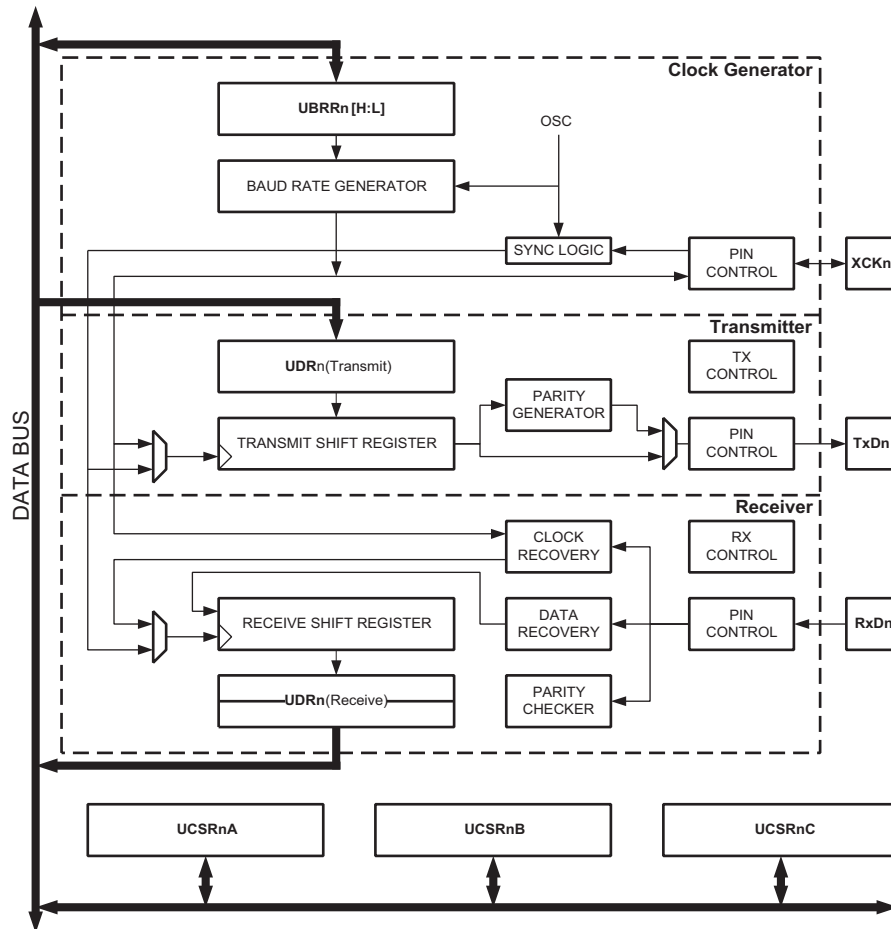 Clock Generator
UBRRn [H:L]
OSC
BAUD RATE GENERATOR
SYNC LOGIC
PIN
CONTROL
XCKn
Transmitter
UDRn(Transmit)
TX
CONTROL
PARITY
GENERATOR
TRANSMIT SHIFT REGISTER
PIN
CONTROL
TxDn
DATA BUS
Receiver
CLOCK
RECOVERY
RX
CONTROL
RECEIVE SHIFT REGISTER
DATA
RECOVERY
PIN
CONTROL
RxDn
UDRn(Receive)
PARITY
CHECKER
UCSRnA
UCSRnB
UCSRnC